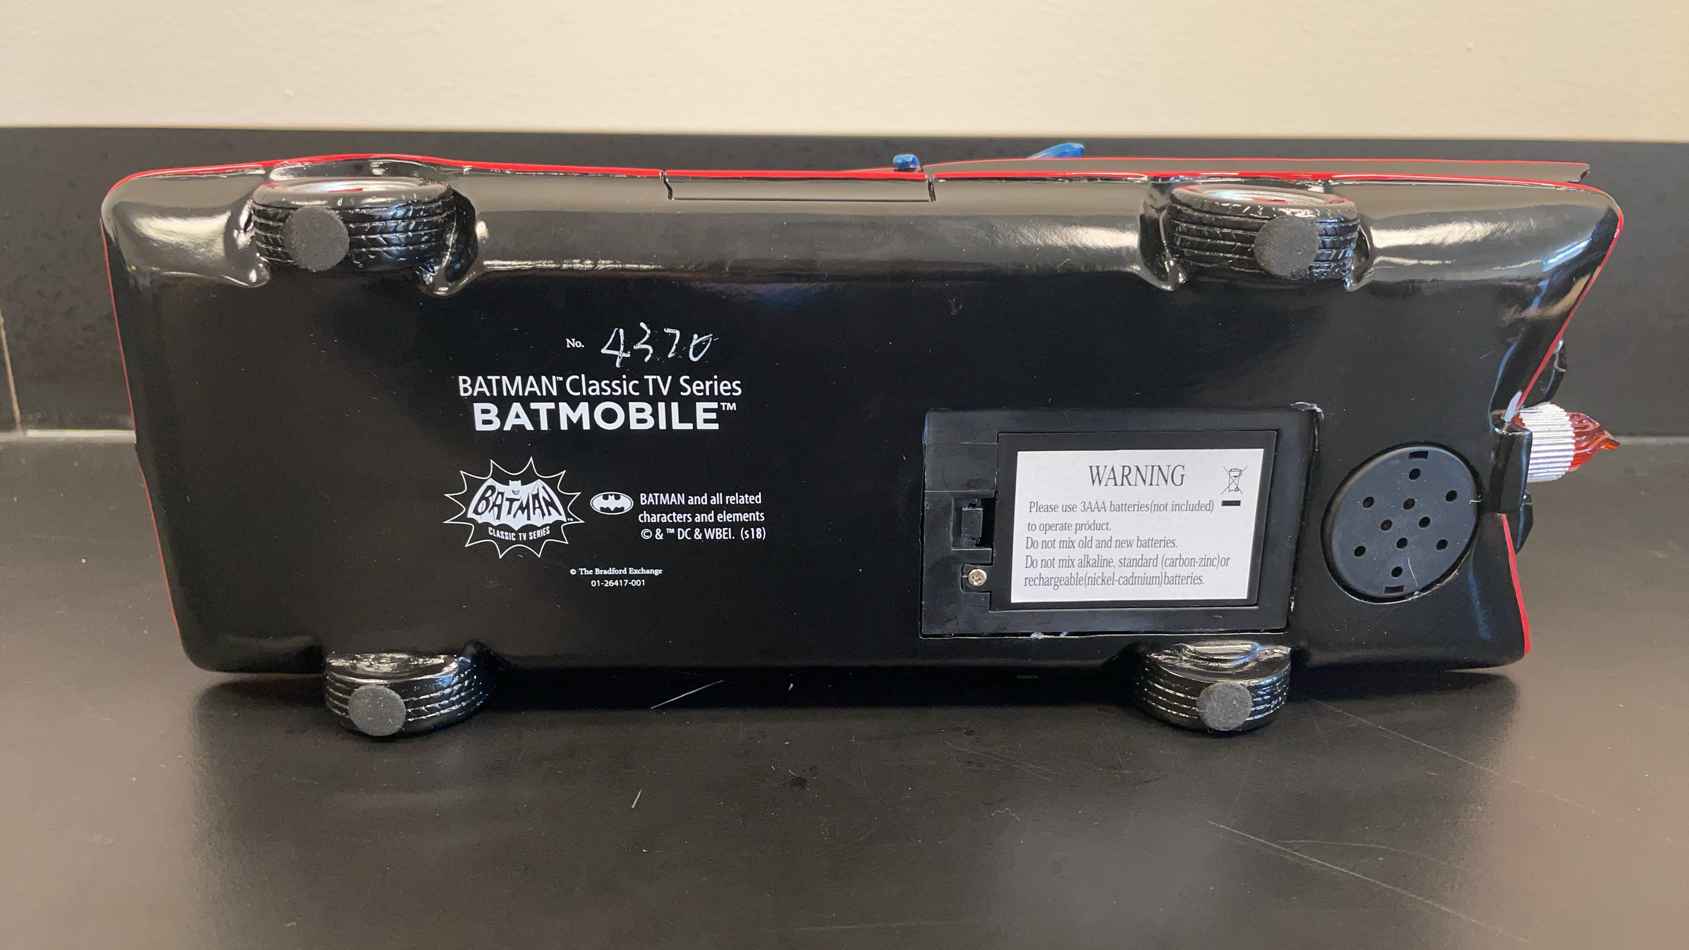 No. 4370
BATMAN™ Classic TV Series
BATMOBILE™
BATMAN™
CLASSIC TV SERIES
BATMAN and all related
characters and elements
© & ™ DC & WBEI. (s18)
© The Bradford Exchange
01-26417-001
WARNING
Please use 3AAA batteries(not included)
to operate product.
Do not mix old and new batteries.
Do not mix alkaline, standard (carbon-zinc)or
rechargeable(nickel-cadmium)batteries.